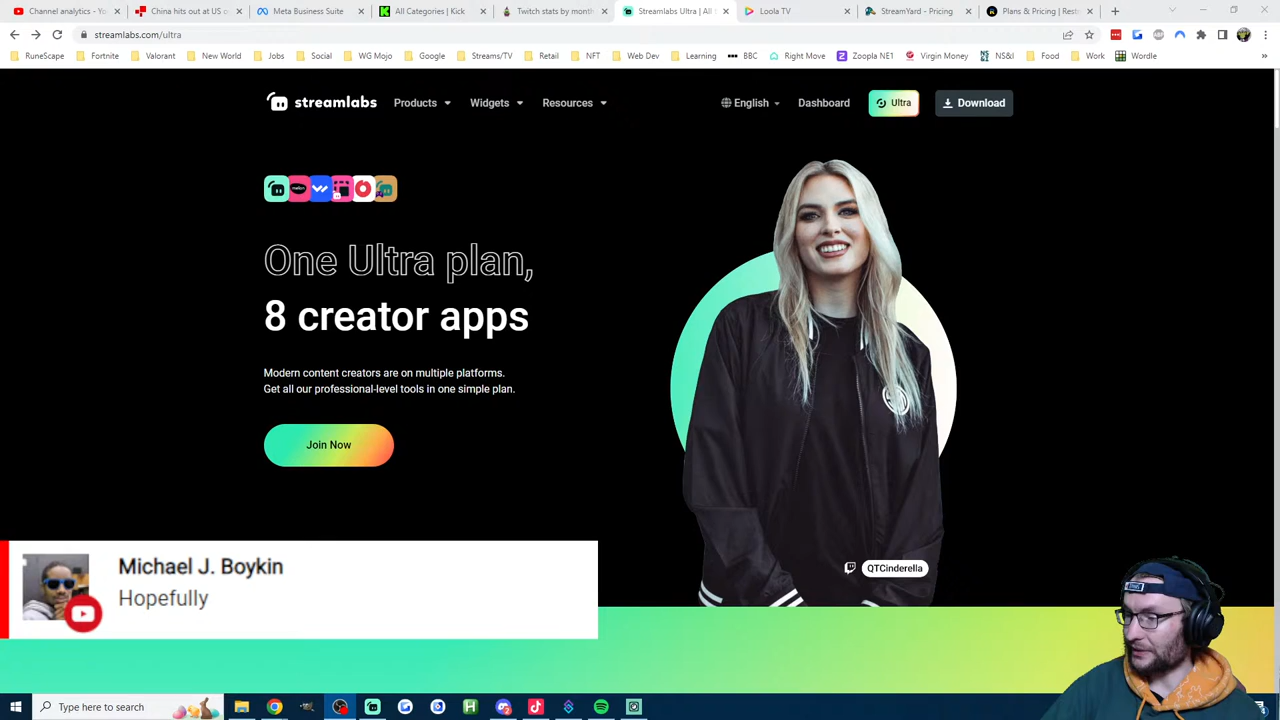 Channel analytics - Y
China hits out at US o
Meta Business Suite
All Categories | Kick
Twitch stats by month
Streamlabs Ultra | All
Loola TV
StreamYard - Pricing
Plans & Pricing | Rest
streamlabs.com/ultra
RuneScape
Fortnite
Valorant
New
Jobs
Social
WG Mojo
Google
Streams/TV
Retail
NFT
Web Dev
Learning
BBC
Right Move
Zoopla NE1
Virgin Money
NS&I
Food
Work
Wordle
streamlabs
Products
Widgets
Resources
English
Dashboard
Ultra
Download
One Ultra plan,
8 creator apps
Modern content creators are on multiple platforms.
Get all our professional-level tools in one simple plan.
Join Now
QTCinderella
Michael J. Boykin
Hopefully
Type here to search